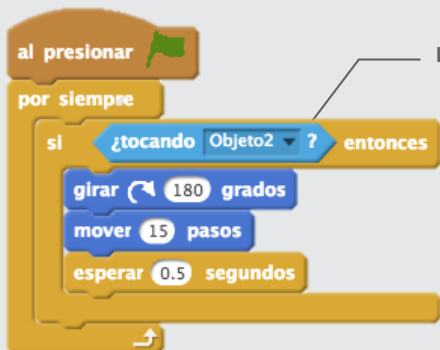 al presionar
por siempre
si ¿tocando Objeto2 ? entonces
girar 180 grados
mover 15 pasos
esperar 0.5 segundos